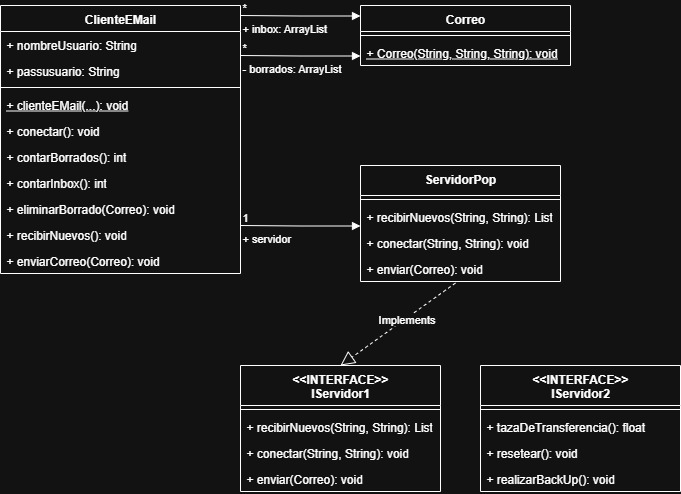 ClienteEMail
+ nombreUsuario: String
+ passusuario: String
+ clienteEMail(...): void
+ conectar(): void
+ contarBorrados(): int
+ contarInbox(): int
+ eliminarBorrado(Correo): void
+ recibirNuevos(): void
+ enviarCorreo(Correo): void
*
+ inbox: ArrayList
*
- borrados: ArrayList
Correo
+ Correo(String, String, String): void
1
+ servidor
ServidorPop
+ recibirNuevos(String, String): List
+ conectar(String, String): void
+ enviar(Correo): void
Implements
<<INTERFACE>>
IServidor1
+ recibirNuevos(String, String): List
+ conectar(String, String): void
+ enviar(Correo): void
<<INTERFACE>>
IServidor2
+ tazaDeTransferencia(): float
+ resetear(): void
+ realizarBackUp(): void